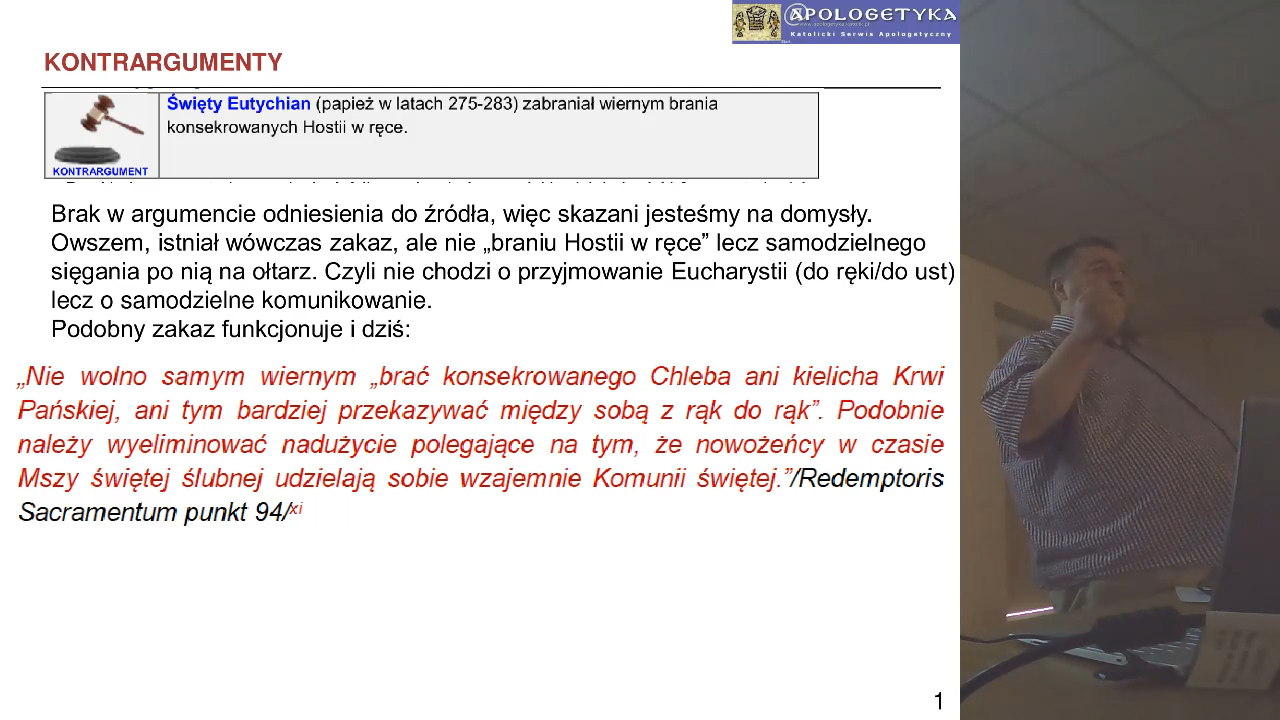 @POLOGETYKA
www.apologetyka.katolik.pl
Katolicki Serwis Apologetyczny
KONTRARGUMENTY
Święty Eutychian (papież w latach 275-283) zabraniał wiernym brania
konsekrowanych Hostii w ręce.
KONTRARGUMENT
Brak w argumencie odniesienia do źródła, więc skazani jesteśmy na domysły.
Owszem, istniał wówczas zakaz, ale nie „braniu Hostii w ręce” lecz samodzielnego
sięgania po nią na ołtarz. Czyli nie chodzi o przyjmowanie Eucharystii (do ręki/do ust)
lecz o samodzielne komunikowanie.
Podobny zakaz funkcjonuje i dziś:
„Nie wolno samym wiernym „brać konsekrowanego Chleba ani kielicha Krwi
Pańskiej, ani tym bardziej przekazywać między sobą z rąk do rąk”. Podobnie
należy wyeliminować nadużycie polegające na tym, że nowożeńcy w czasie
Mszy świętej ślubnej udzielają sobie wzajemnie Komunii świętej.”/Redemptoris
Sacramentum punkt 94/xi
1